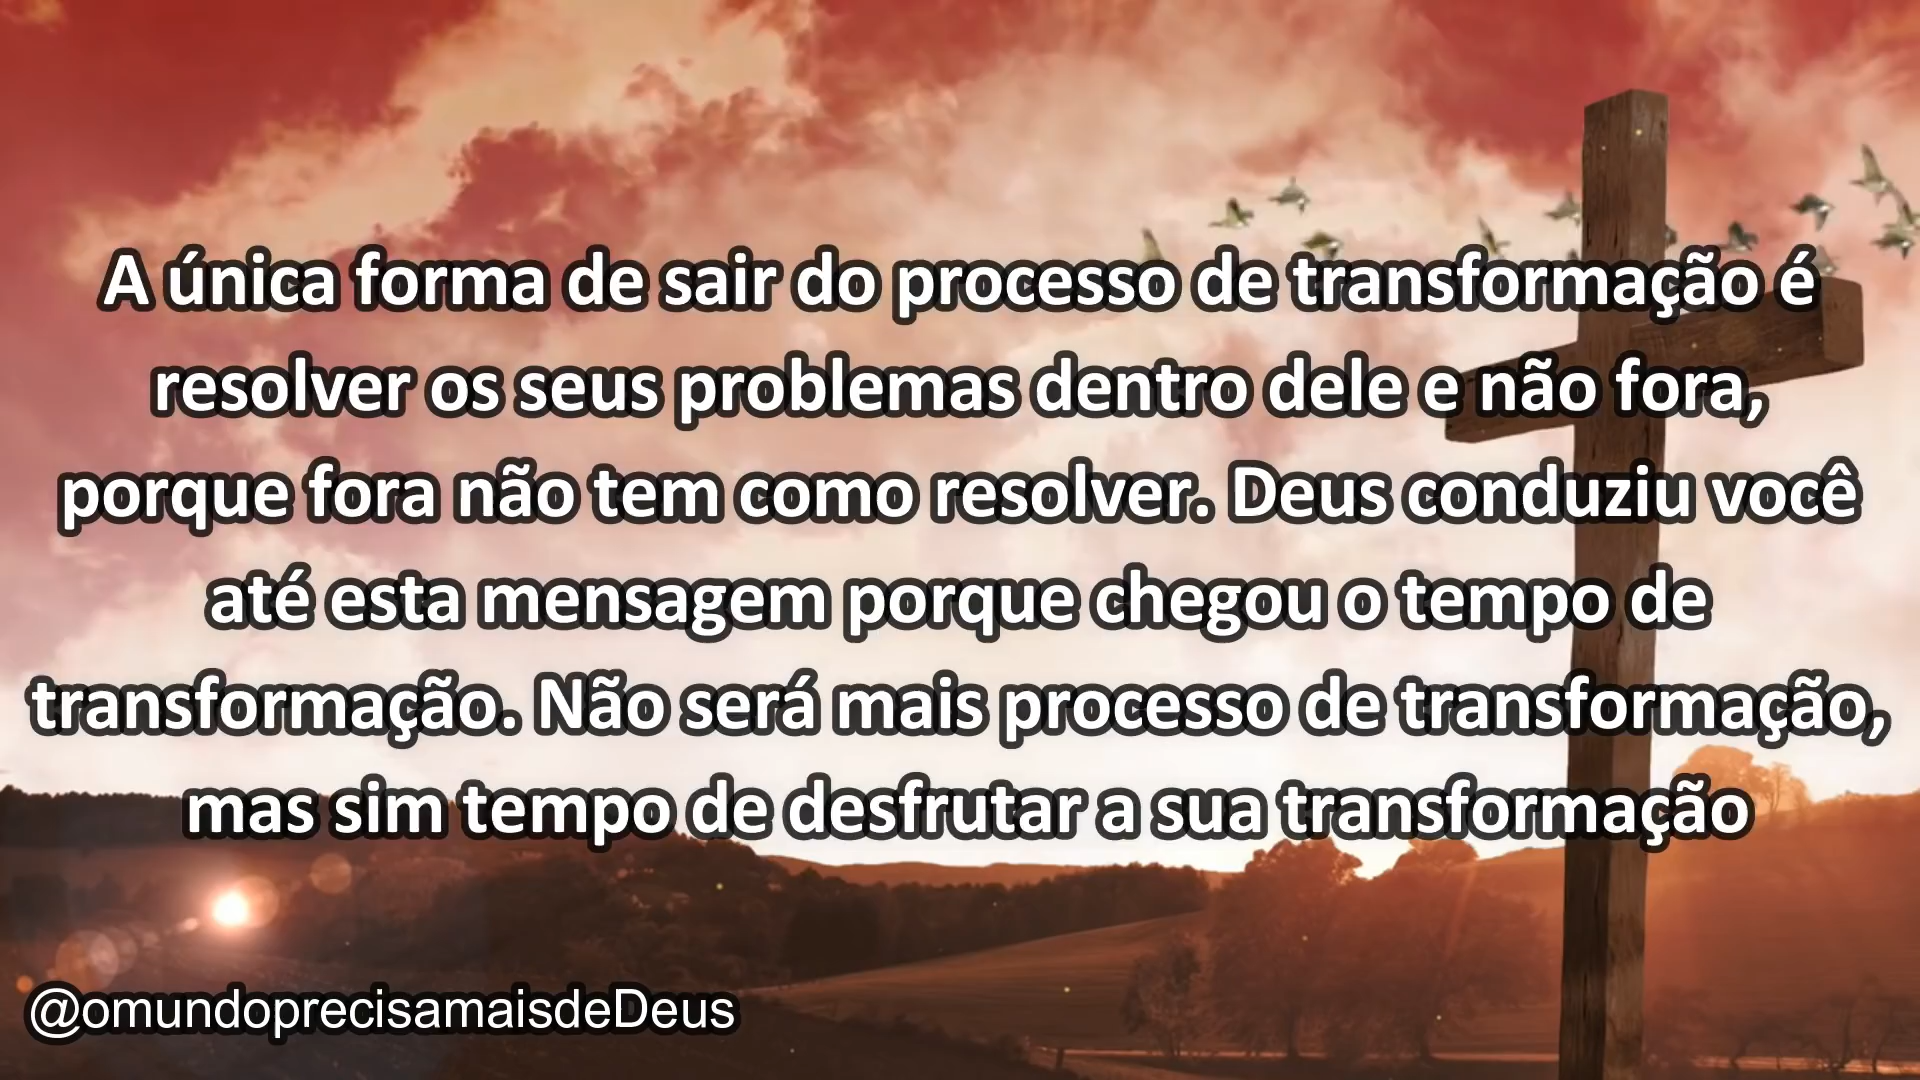 A única forma de sair do processo de transformação é
resolver os seus problemas dentro dele e não fora,
porque fora não tem como resolver. Deus conduziu você
até esta mensagem porque chegou o tempo de
transformação. Não será mais processo de transformação,
mas sim tempo de desfrutar a sua transformação
@omundoprecisamaisdeDeus